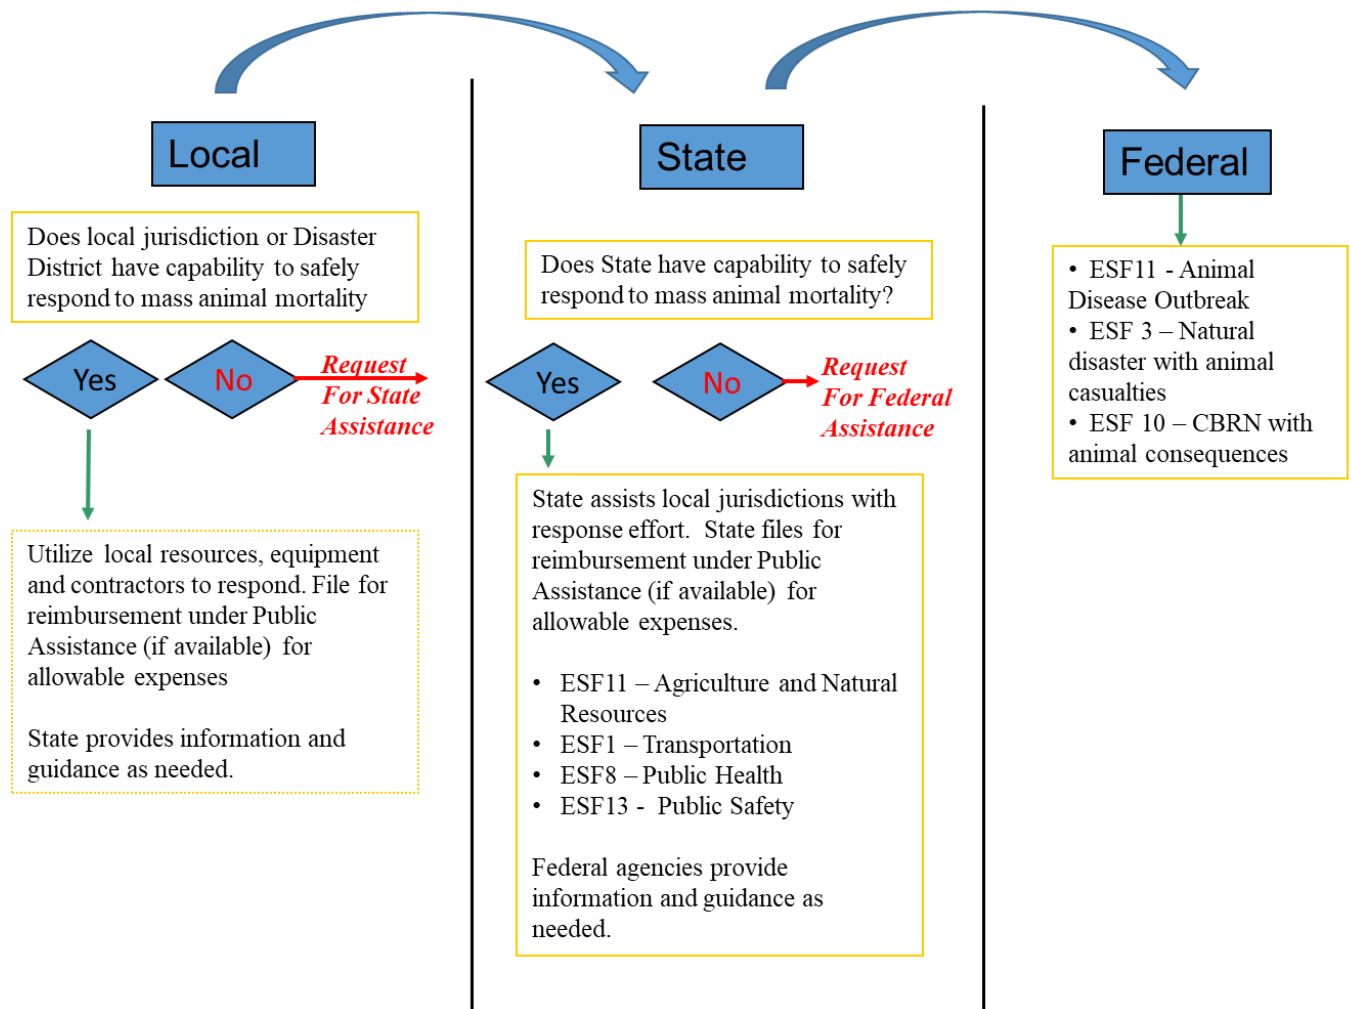 Local
Does local jurisdiction or Disaster
District have capability to safely
respond to mass animal mortality
Yes
No
Request
For State
Assistance
Utilize local resources, equipment
and contractors to respond. File for
reimbursement under Public
Assistance (if available) for
allowable expenses
State provides information and
guidance as needed.
State
Does State have capability to safely
respond to mass animal mortality?
Yes
No
Request
For Federal
Assistance
State assists local jurisdictions with
response effort. State files for
reimbursement under Public
Assistance (if available) for
allowable expenses.
• ESF11 – Agriculture and Natural
Resources
• ESF1 – Transportation
• ESF8 – Public Health
• ESF13 - Public Safety
Federal agencies provide
information and guidance as
needed.
Federal
• ESF11 - Animal
Disease Outbreak
• ESF 3 – Natural
disaster with animal
casualties
• ESF 10 – CBRN with
animal consequences